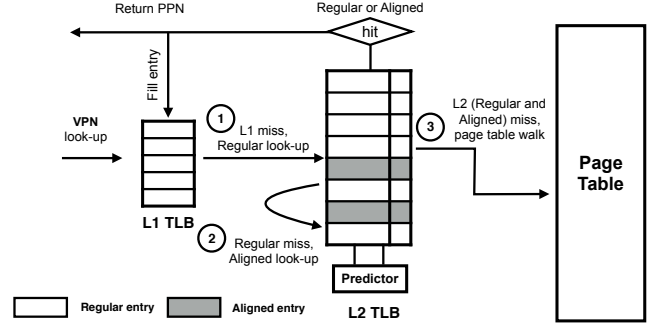 Return PPN
Regular or Aligned
hit
Fill entry
VPN
look-up
1
L1 miss,
Regular look-up
3
L2 (Regular and
Aligned) miss,
page table walk
Page
Table
L1 TLB
2
Regular miss,
Aligned look-up
Predictor
Regular entry
Aligned entry
L2 TLB